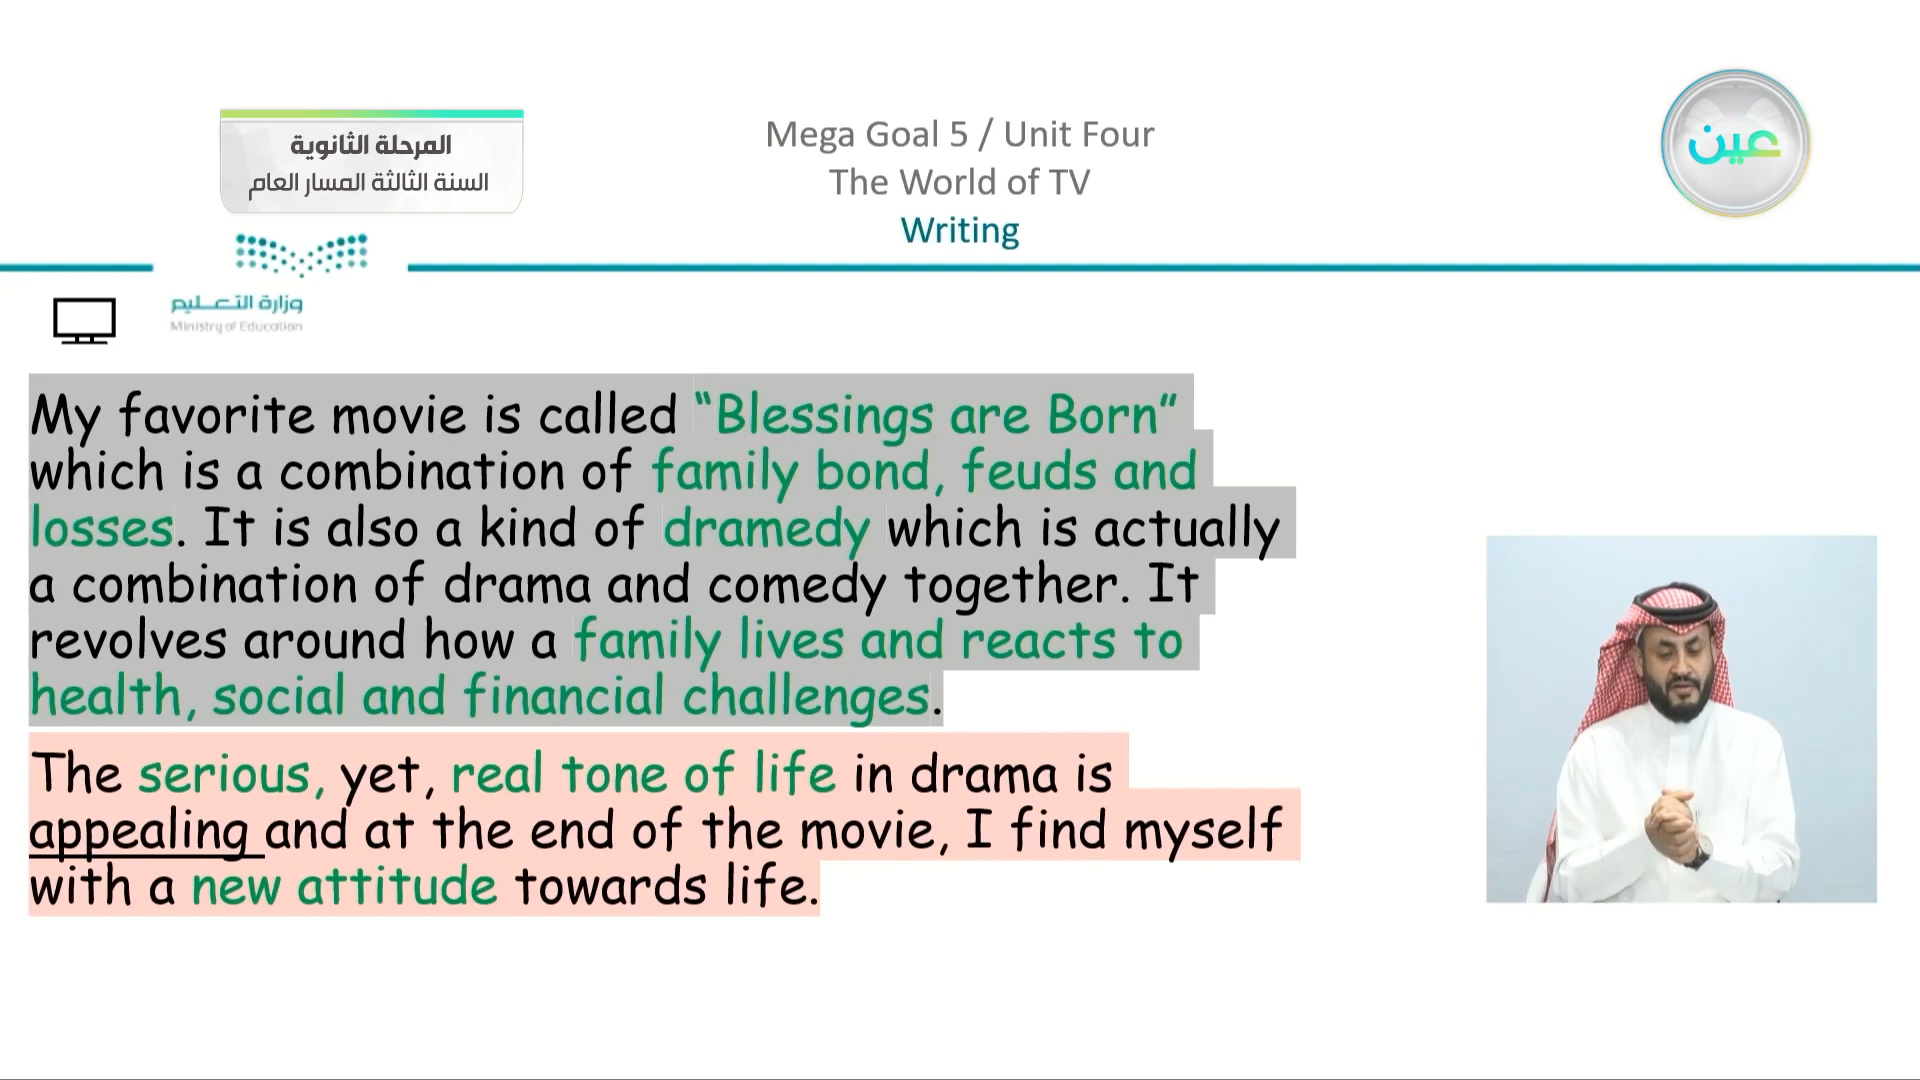 المرحلة الثانوية
السنة الثالثة المسار العام
Mega Goal 5 / Unit Four
The World of TV
Writing
عين
وزارة التعليم
Ministry of Education
My favorite movie is called “Blessings are Born”
which is a combination of family bond, feuds and
losses. It is also a kind of dramedy which is actually
a combination of drama and comedy together. It
revolves around how a family lives and reacts to
health, social and financial challenges.
The serious, yet, real tone of life in drama is
appealing and at the end of the movie, I find myself
with a new attitude towards life.